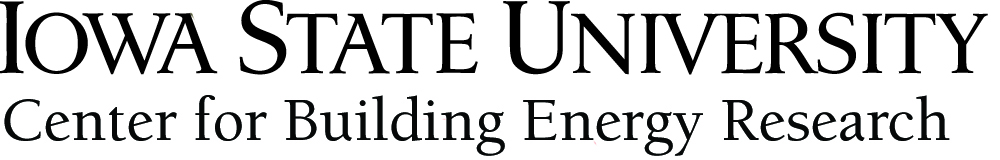 IOWA STATE UNIVERSITY
Center for Building Energy Research